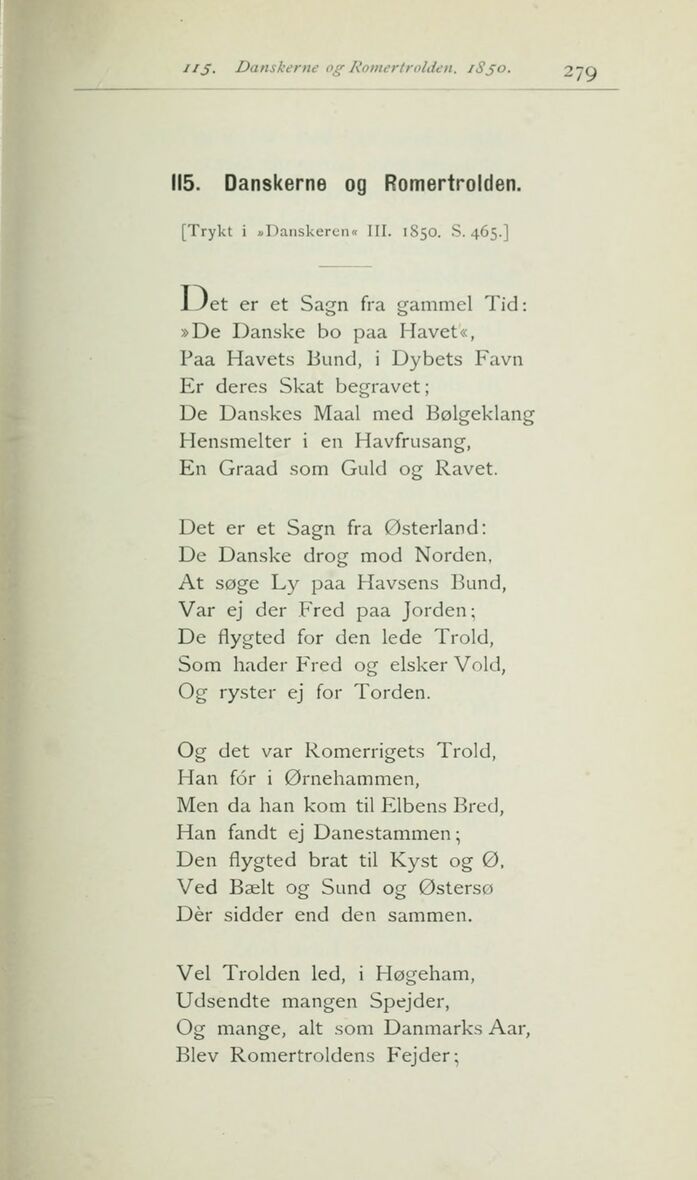 115. Danskerne og Romertrolden. 1850. 279
115. Danskerne og Romertrolden.
[Trykt i »Danskeren« III. 1850. S. 465.]
Det er et Sagn fra gammel Tid:
»De Danske bo paa Havet«,
Paa Havets Bund, i Dybets Favn
Er deres Skat begravet;
De Danskes Maal med Bølgeklang
Hensmelter i en Havfrusang,
En Graad som Guld og Ravet.
Det er et Sagn fra Østerland:
De Danske drog mod Norden,
At søge Ly paa Havsens Bund,
Var ej der Fred paa Jorden;
De flygted for den lede Trold,
Som hader Fred og elsker Vold,
Og ryster ej for Torden.
Og det var Romerrigets Trold,
Han fór i Ørnehammen,
Men da han kom til Elbens Bred,
Han fandt ej Danestammen;
Den flygted brat til Kyst og Ø,
Ved Bælt og Sund og Østersø
Dèr sidder end den sammen.
Vel Trolden led, i Høgeham,
Udsendte mangen Spejder,
Og mange, alt som Danmarks Aar,
Blev Romertroldens Fejder;